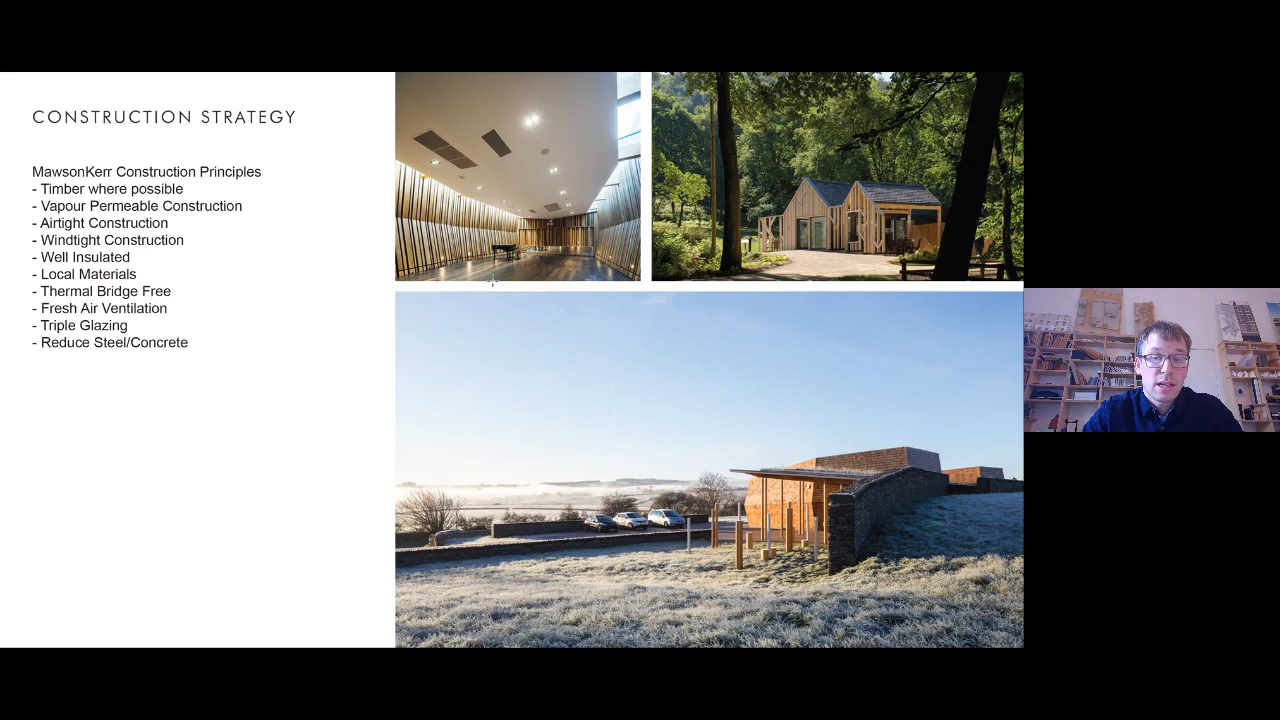 CONSTRUCTION STRATEGY
MawsonKerr Construction Principles
- Timber where possible
- Vapour Permeable Construction
- Airtight Construction
- Windtight Construction
- Well Insulated
- Local Materials
- Thermal Bridge Free
- Fresh Air Ventilation
- Triple Glazing
- Reduce Steel/Concrete